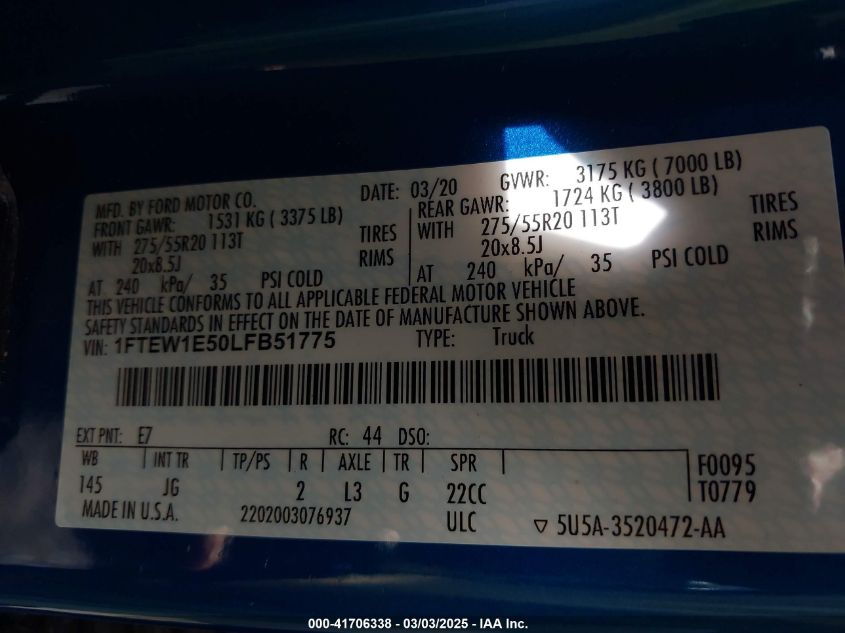 MFD. BY FORD MOTOR CO.
DATE: 03/20 GVWR: 3175 KG ( 7000 LB)
FRONT GAWR: 1531 KG ( 3375 LB)
REAR GAWR: 1724 KG ( 3800 LB)
WITH 275/55R20 113T TIRES
WITH 275/55R20 113T TIRES
20x8.5J RIMS
20x8.5J RIMS
AT 240 kPa/ 35 PSI COLD
AT 240 kPa/ 35 PSI COLD
THIS VEHICLE CONFORMS TO ALL APPLICABLE FEDERAL MOTOR VEHICLE
SAFETY STANDARDS IN EFFECT ON THE DATE OF MANUFACTURE SHOWN ABOVE.
VIN: 1FTEW1E50LFB51775 TYPE: Truck
EXT PNT: E7 RC: 44 DSO:
WB INT TR TP/PS R AXLE TR SPR F0095
145 JG 2 L3 G 22CC T0779
MADE IN U.S.A. 2202003076937 ULC ▽ 5U5A-3520472-AA
000-41706338 - 03/03/2025 - IAA Inc.